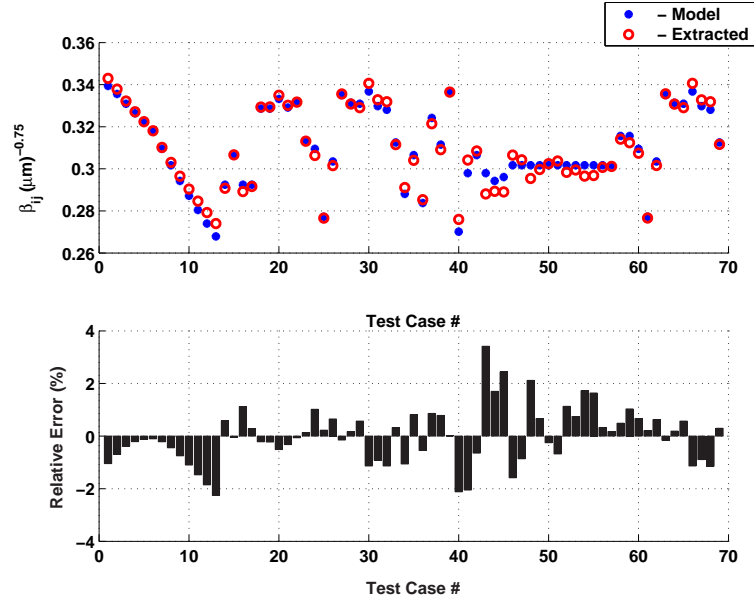 – Model
– Extracted
0.36
0.34
0.32
0.3
0.28
0.26
β_ij (μm)^−0.75
0 10 20 30 40 50 60 70
Test Case #
4
2
0
−2
−4
Relative Error (%)
0 10 20 30 40 50 60 70
Test Case #